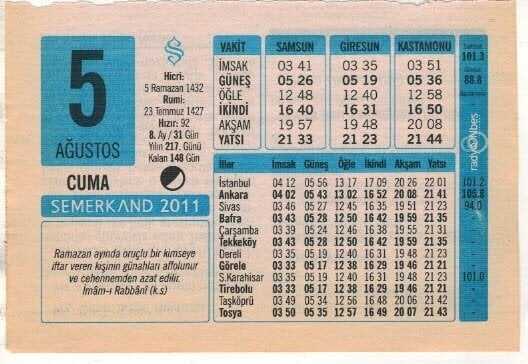 5
AĞUSTOS
CUMA
Hicri:
5 Ramazan 1432
Rumi:
23 Temmuz 1427
Hızır: 92
8. Ay / 31 Gün
Yılın 217. Günü
Kalan 148 Gün
SEMERKAND 2011
Ramazan ayında oruçlu bir kimseye
iftar veren kişinin günahları affolunur
ve cehennemden azat edilir.
İmâm-ı Rabbânî (k.s)
VAKİT SAMSUN GİRESUN KASTAMONU
İMSAK 03 41 03 35 03 51
GÜNEŞ 05 26 05 19 05 36
ÖĞLE 12 48 12 40 12 58
İKİNDİ 16 40 16 31 16 50
AKŞAM 19 57 19 48 20 08
YATSI 21 33 21 23 21 44
İller İmsak Güneş Öğle İkindi Akşam Yatsı
İstanbul 04 12 05 56 13 17 17 09 20 26 22 01
Ankara 04 02 05 43 13 02 16 52 20 08 21 41
Sivas 03 46 05 27 12 45 16 35 19 51 21 23
Bafra 03 43 05 28 12 50 16 42 19 59 21 35
Çarşamba 03 39 05 24 12 46 16 38 19 55 21 31
Tekkeköy 03 43 05 28 12 50 16 42 19 59 21 35
Dereli 03 35 05 19 12 40 16 31 19 48 21 23
Görele 03 33 05 17 12 38 16 29 19 46 21 21
Ş.Karahisar 03 35 05 19 12 40 16 31 19 48 21 23
Tirebolu 03 33 05 17 12 38 16 29 19 46 21 21
Taşköprü 03 49 05 34 12 56 16 48 20 06 21 42
Tosya 03 50 05 35 12 57 16 49 20 07 21 43
Samsun
101.3
88.8
radyo vibes
101.2
105.8
94.0
101.0